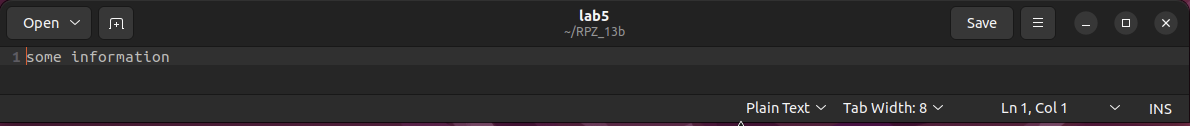 Open
lab5
~/RPZ_13b
Save
1 some information
Plain Text Tab Width: 8 Ln 1, Col 1 INS